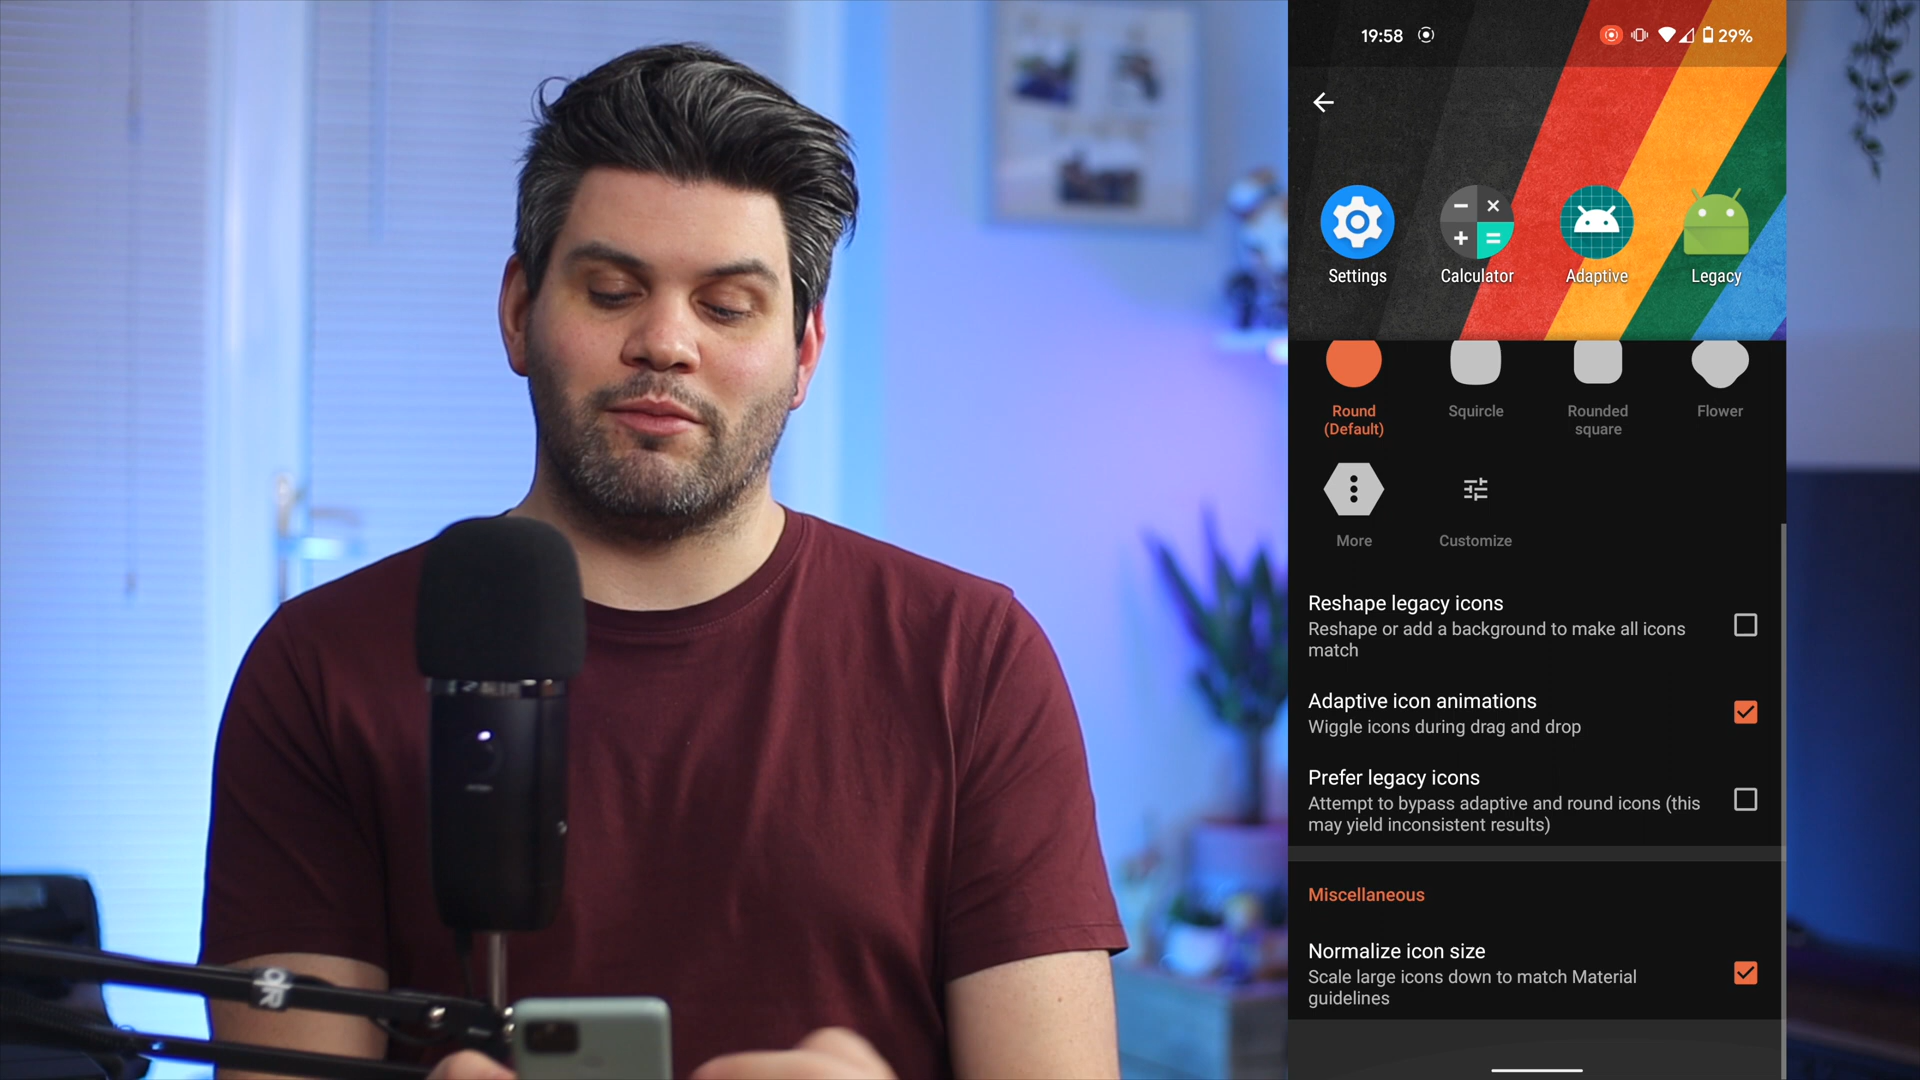 19:58
29%
Settings
Calculator
Adaptive
Legacy
Round
(Default)
Squircle
Rounded
square
Flower
More
Customize
Reshape legacy icons
Reshape or add a background to make all icons
match
Adaptive icon animations
Wiggle icons during drag and drop
Prefer legacy icons
Attempt to bypass adaptive and round icons (this
may yield inconsistent results)
Miscellaneous
Normalize icon size
Scale large icons down to match Material
guidelines